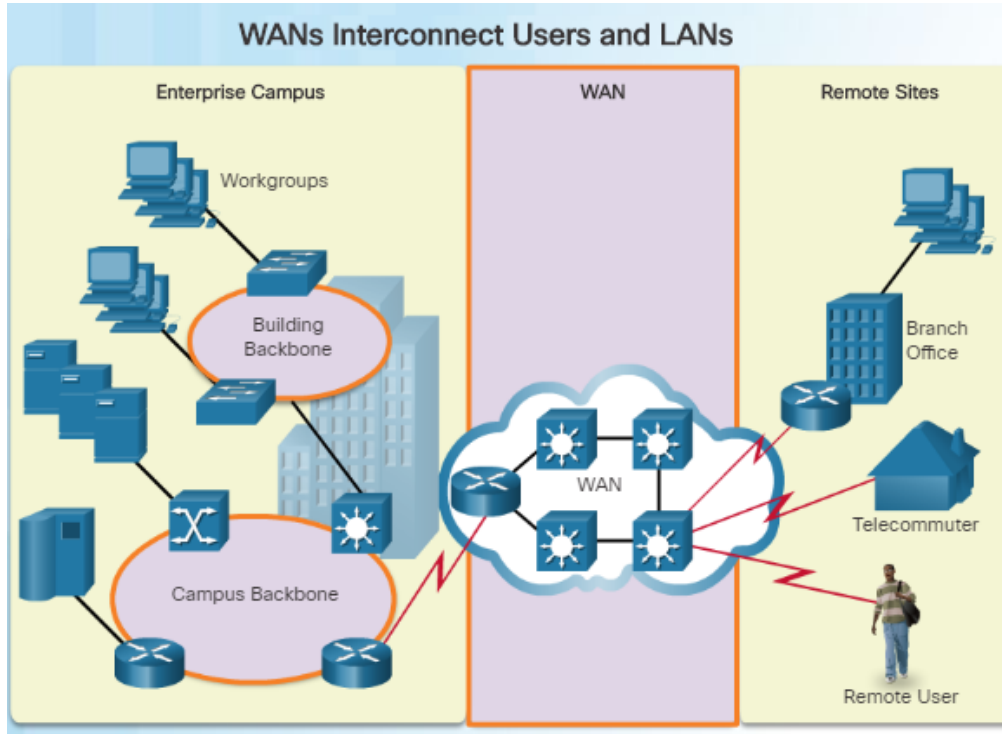 WANs Interconnect Users and LANs
Enterprise Campus
WAN
Remote Sites
Workgroups
Building
Backbone
Branch
Office
WAN
Telecommuter
Campus Backbone
Remote User